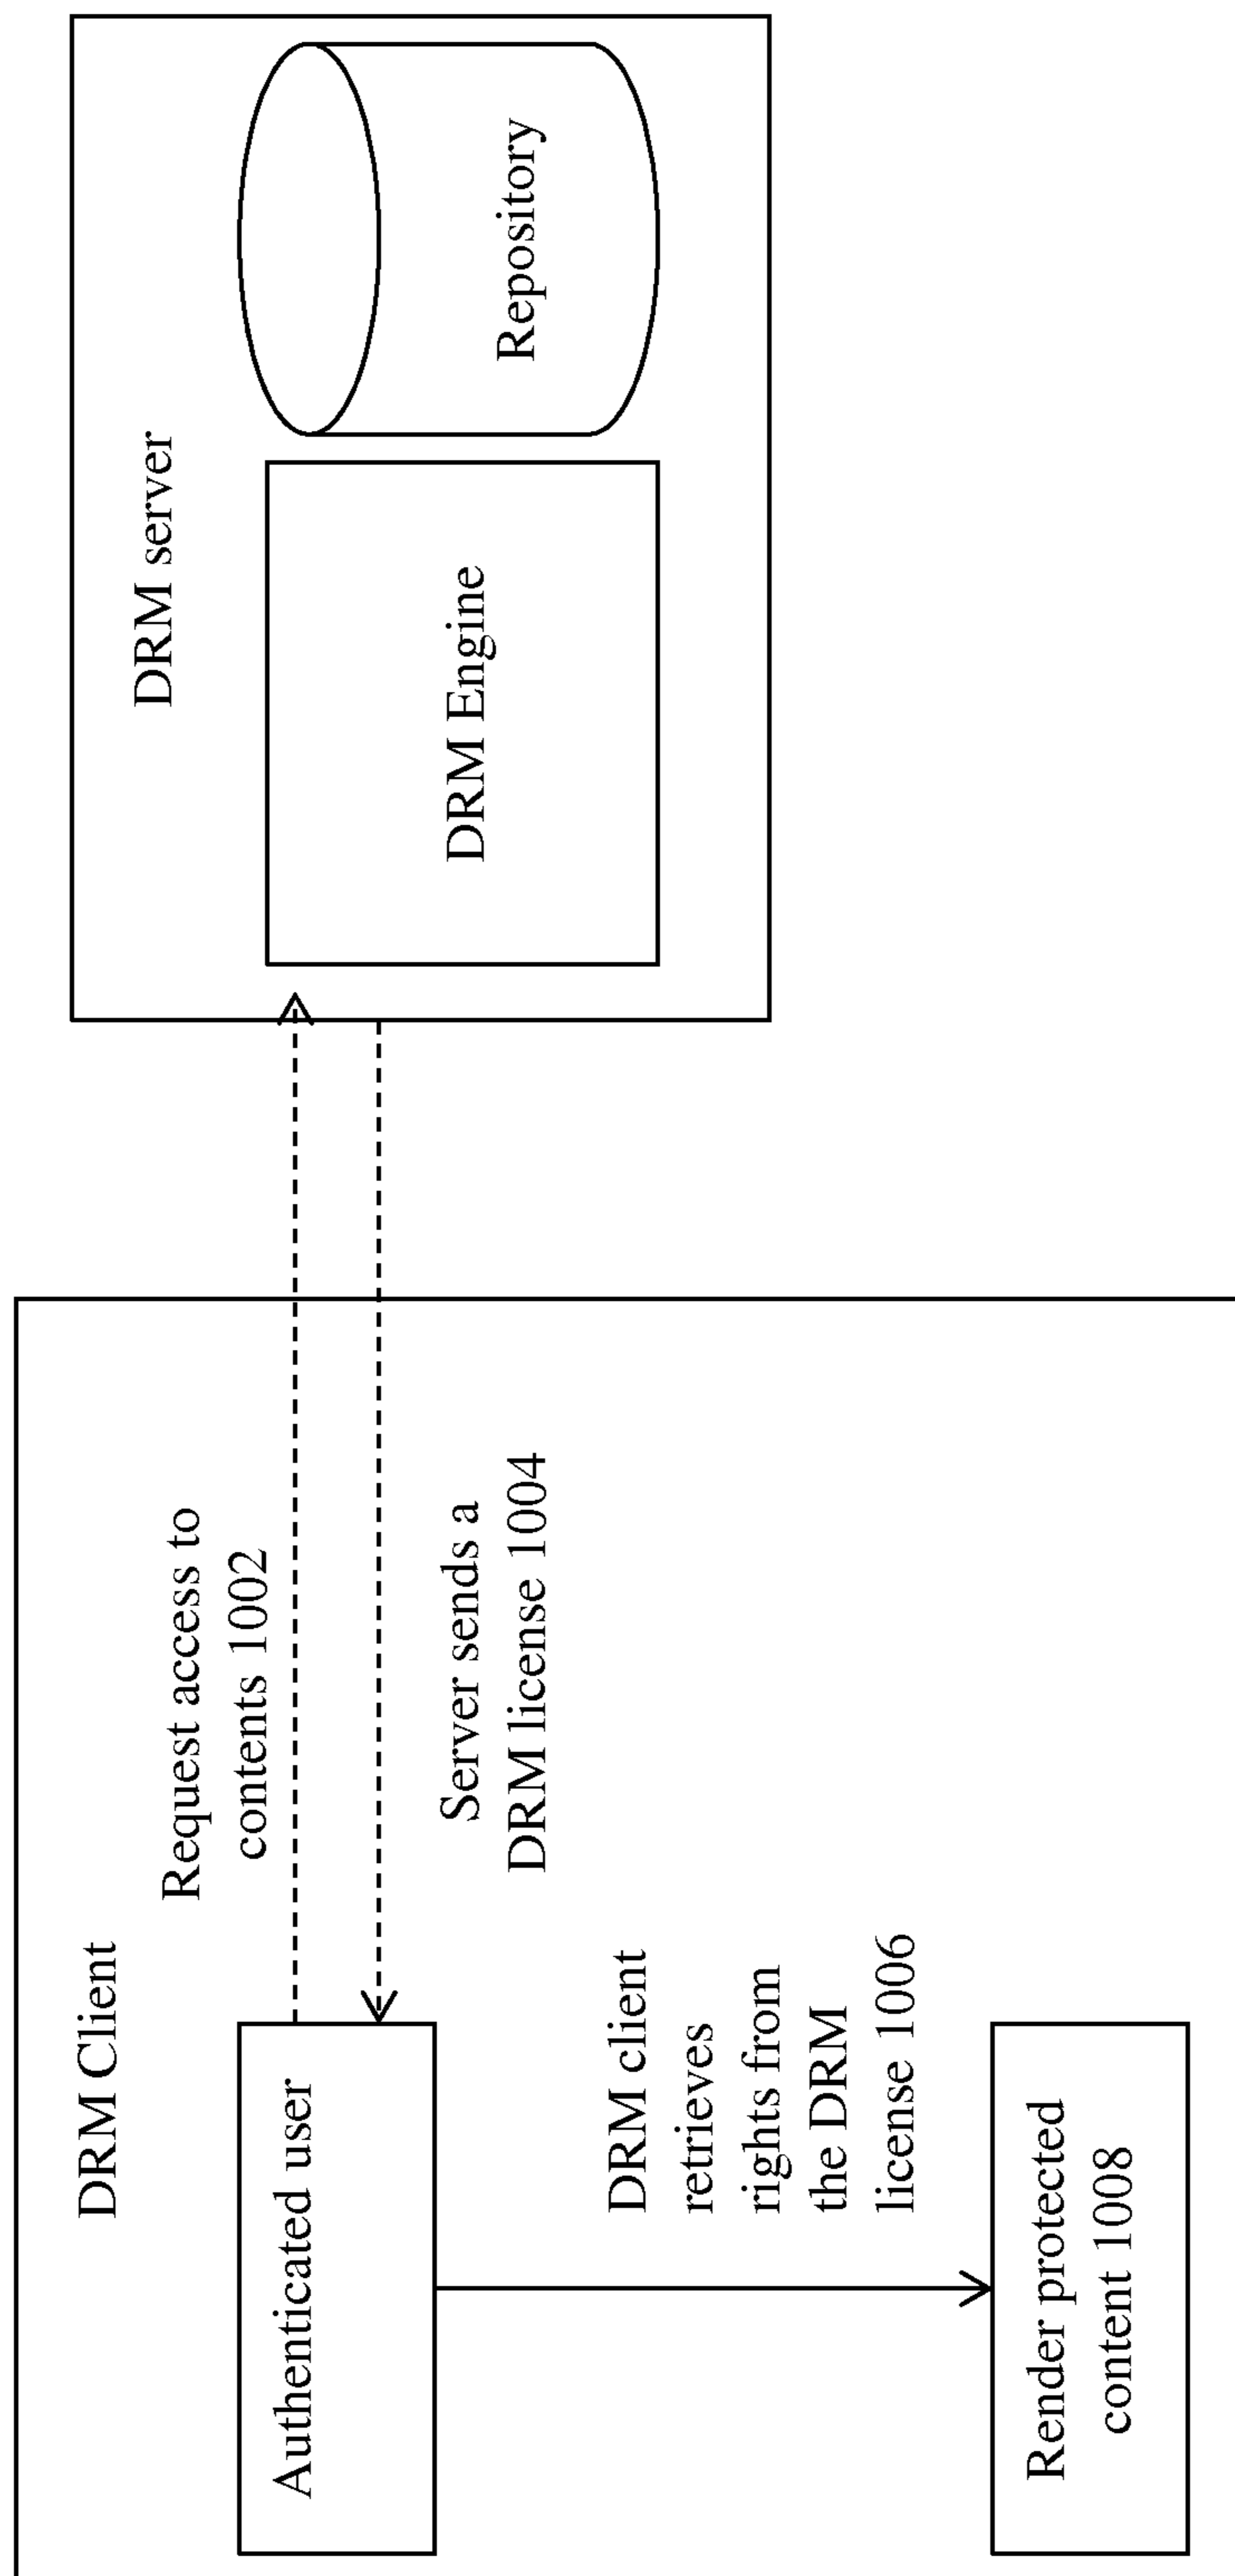 DRM Client
Authenticated user
Request access to
contents 1002
Server sends a
DRM license 1004
DRM client
retrieves
rights from
the DRM
license 1006
Render protected
content 1008
DRM server
DRM Engine
Repository